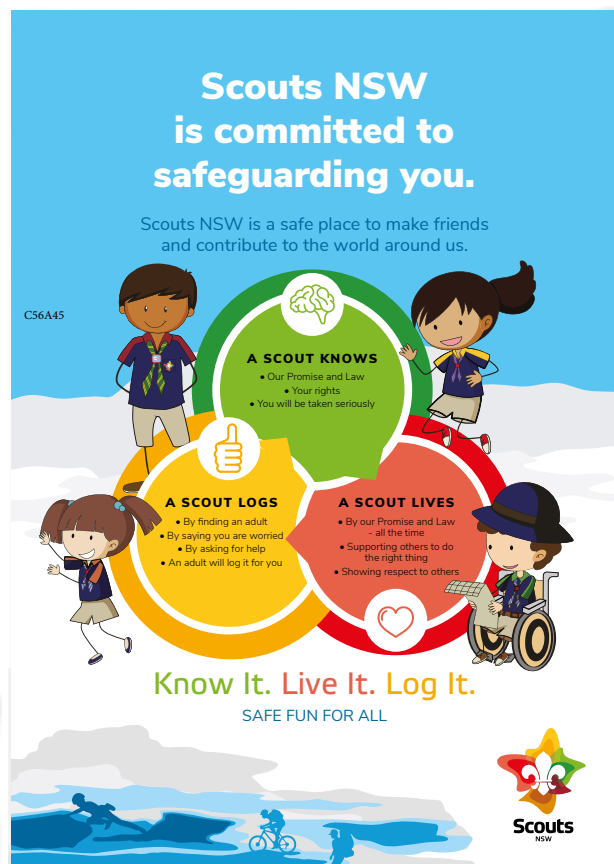 Scouts NSW
is committed to
safeguarding you.
Scouts NSW is a safe place to make friends
and contribute to the world around us.
C56A45
A SCOUT KNOWS
• Our Promise and Law
• Your rights
• You will be taken seriously
A SCOUT LOGS
• By finding an adult
• By saying you are worried
• By asking for help
• An adult will log it for you
A SCOUT LIVES
• By our Promise and Law
- all the time
• Supporting others to do
the right thing
• Showing respect to others
Know It. Live It. Log It.
SAFE FUN FOR ALL
Scouts
NSW